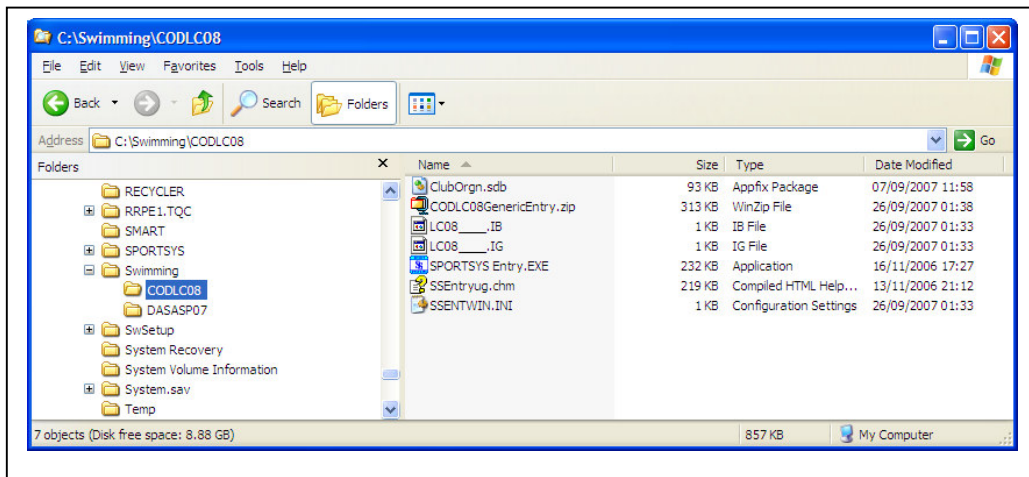 C:\Swimming\CODLC08
File Edit View Favorites Tools Help
Back Search Folders
Address C:\Swimming\CODLC08 Go
Folders x Name Size Type Date Modified
RECYCLER
RRPE1.TQC
SMART
SPORTSYS
Swimming
CODLC08
DASASP07
SwSetup
System Recovery
System Volume Information
System.sav
Temp
ClubOrgn.sdb 93 KB Appfix Package 07/09/2007 11:58
CODLC08GenericEntry.zip 313 KB WinZip File 26/09/2007 01:38
LC08____.IB 1 KB IB File 26/09/2007 01:33
LC08____.IG 1 KB IG File 26/09/2007 01:33
SPORTSYS Entry.EXE 232 KB Application 16/11/2006 17:27
SSEntryug.chm 219 KB Compiled HTML Help... 13/11/2006 21:12
SSENTWIN.INI 1 KB Configuration Settings 26/09/2007 01:33
7 objects (Disk free space: 8.88 GB) 857 KB My Computer